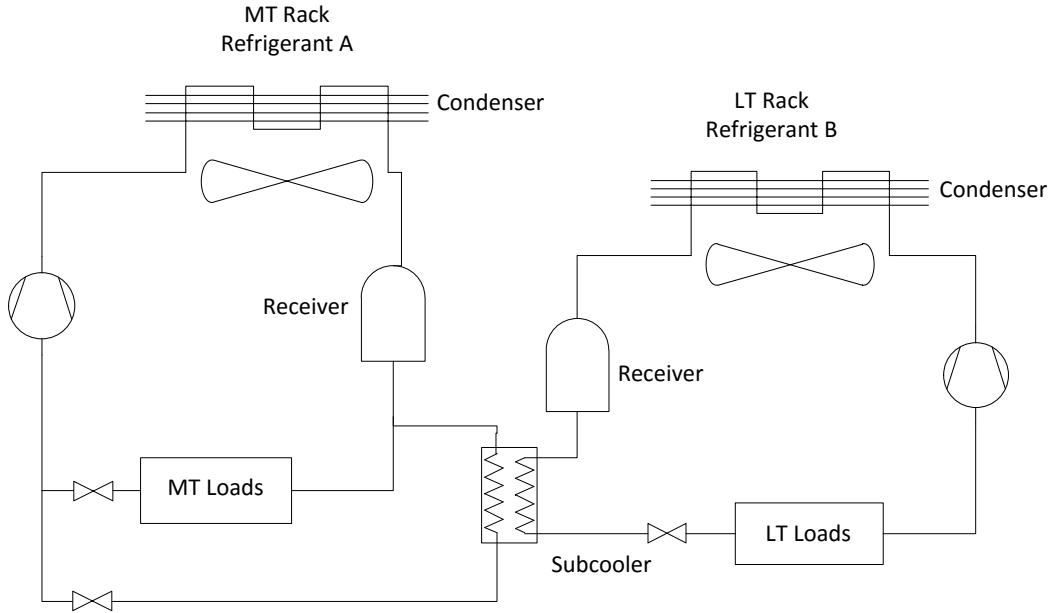 MT Rack
Refrigerant A
Condenser
LT Rack
Refrigerant B
Condenser
Receiver
Receiver
MT Loads
LT Loads
Subcooler